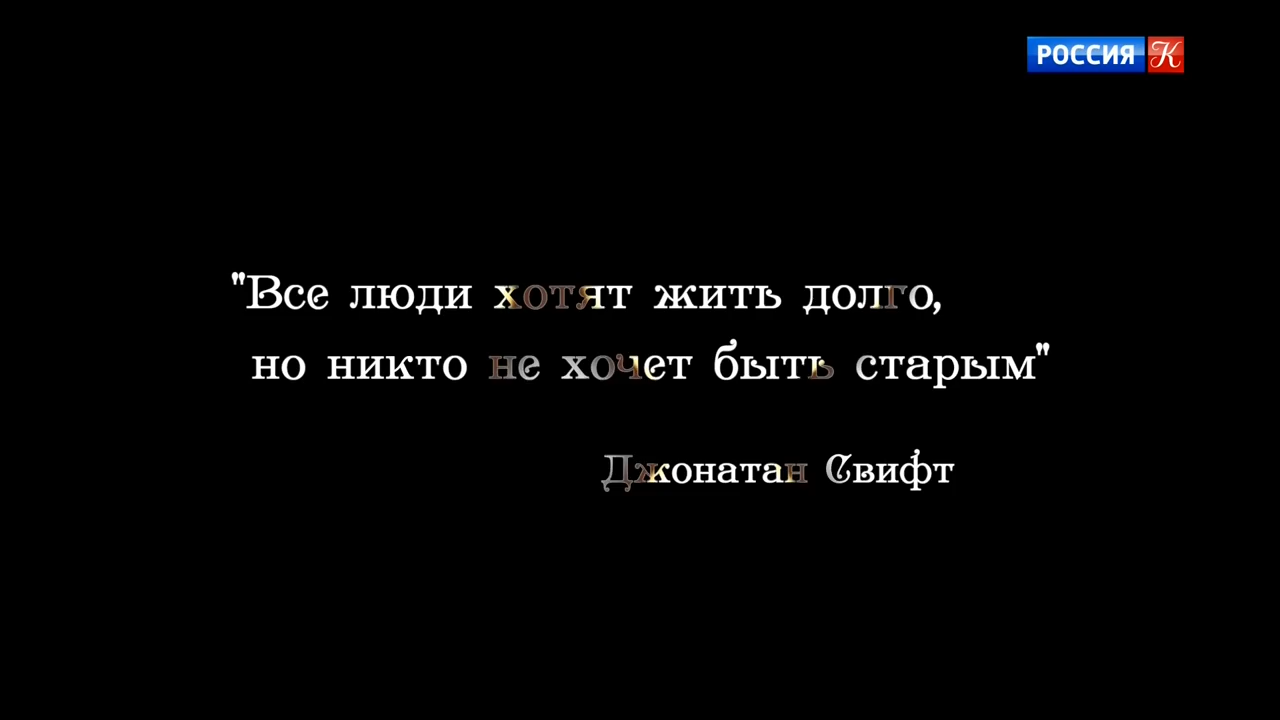 РОССИЯ К
"Все люди хотят жить долго,
но никто не хочет быть старым"
Джонатан Свифт